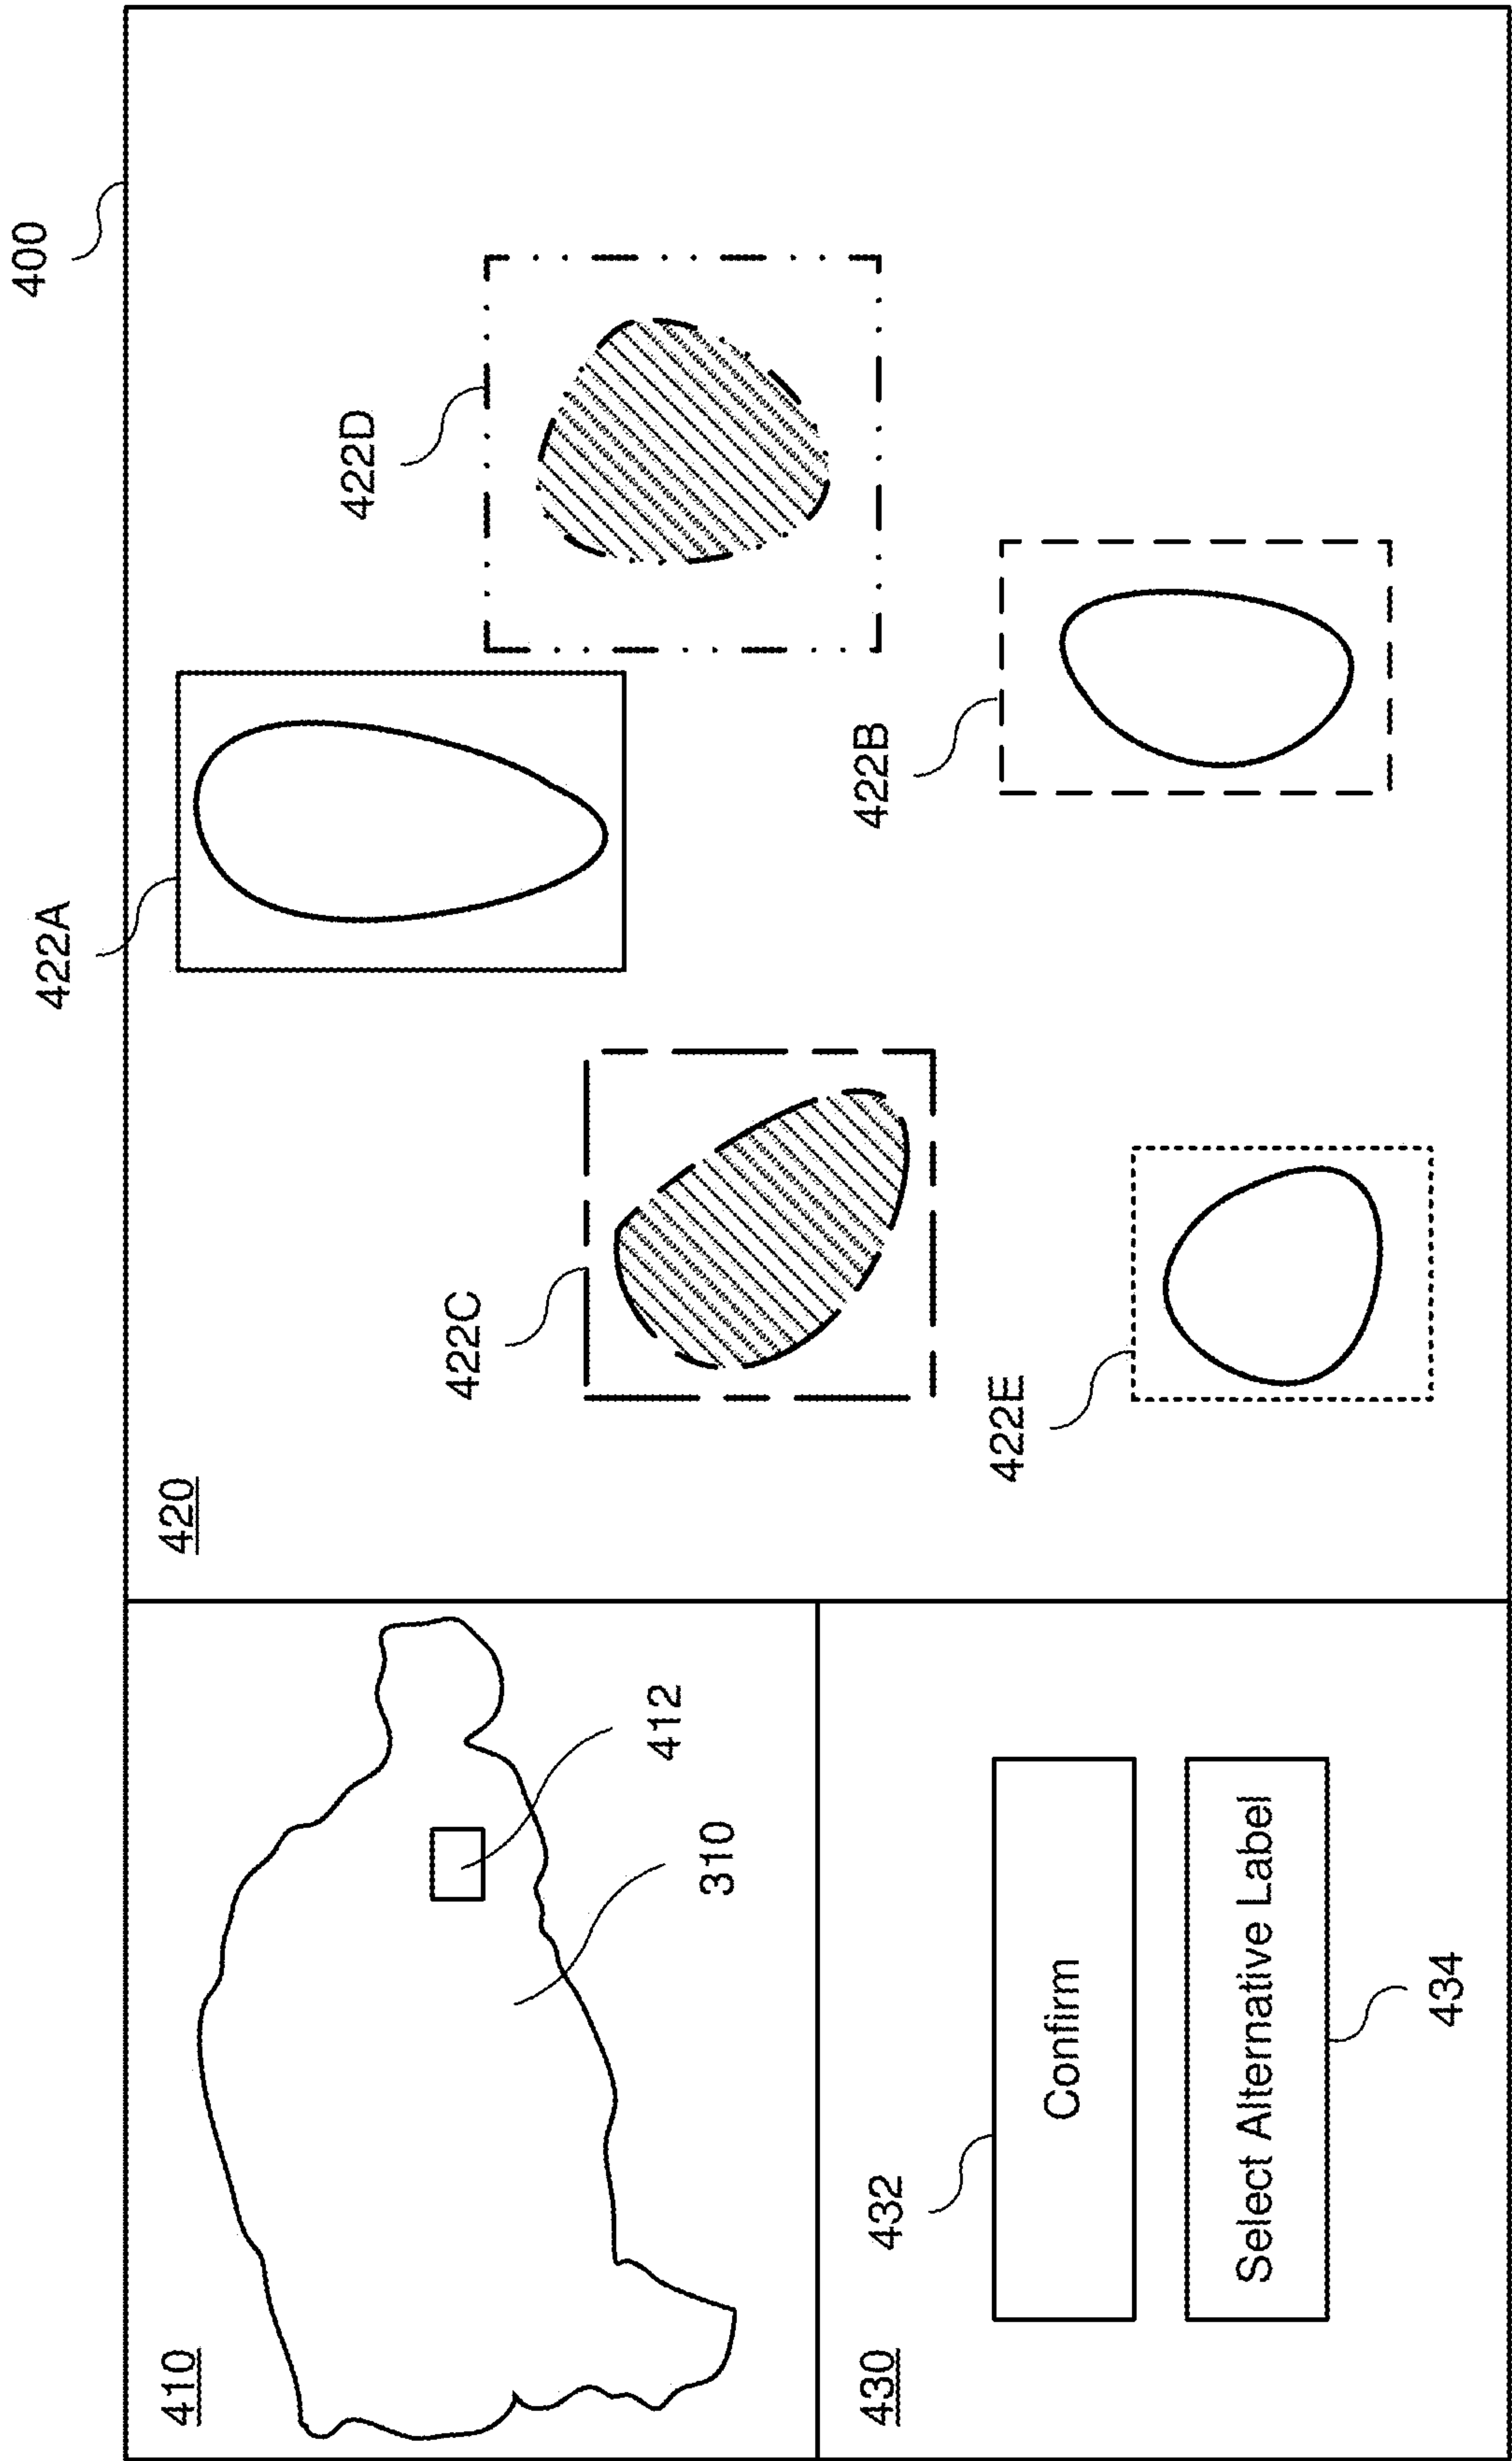 400
410
412
310
430
432
Confirm
Select Alternative Label
434
420
422A
422D
422C
422B
422E